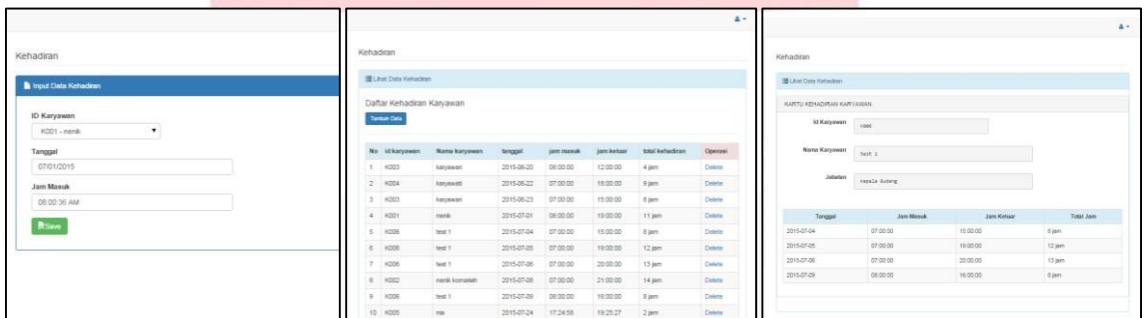 Kehadiran
Input Data Kehadiran
ID Karyawan
K001 - nenik
Tanggal
07/01/2015
Jam Masuk
08:00:36 AM
Save
Kehadiran
Lihat Data Kehadiran
Daftar Kehadiran Karyawan
Tambah Data
No id karyawan Nama karyawan tanggal jam masuk jam keluar total kehadiran Operasi
1 K003 karyawan 2015-06-20 08:00:00 12:00:00 4 jam Delete
2 K004 karyawati 2015-06-22 07:00:00 Delete
3 K003 karyawan 2015-06-23 07:00:00 15:00:00 8 jam Delete
4 K001 nenik 2015-07-01 08:00:00 19:00:00 11 jam Delete
5 K006 test 1 2015-07-04 07:00:00 15:00:00 8 jam Delete
6 K006 test 1 2015-07-05 07:00:00 19:00:00 12 jam Delete
7 K006 test 1 2015-07-06 07:00:00 20:00:00 13 jam Delete
8 K002 nenik komariah 2015-07-08 07:00:00 21:00:00 14 jam Delete
9 K006 test 1 2015-07-09 08:00:00 16:00:00 8 jam Delete
10 K005 2015-07-24 17:24:58 19:25:27 2 jam Delete
Kehadiran
Lihat Data Kehadiran
KARTU KEHADIRAN KARYAWAN
Id Karyawan
K006
Nama Karyawan
test 1
Jabatan
Kepala Gudang
Tanggal Jam Masuk Jam Keluar Total Jam
2015-07-04 07:00:00 15:00:00 8 jam
2015-07-05 07:00:00 19:00:00 12 jam
2015-07-06 07:00:00 20:00:00 13 jam
2015-07-09 08:00:00 16:00:00 8 jam